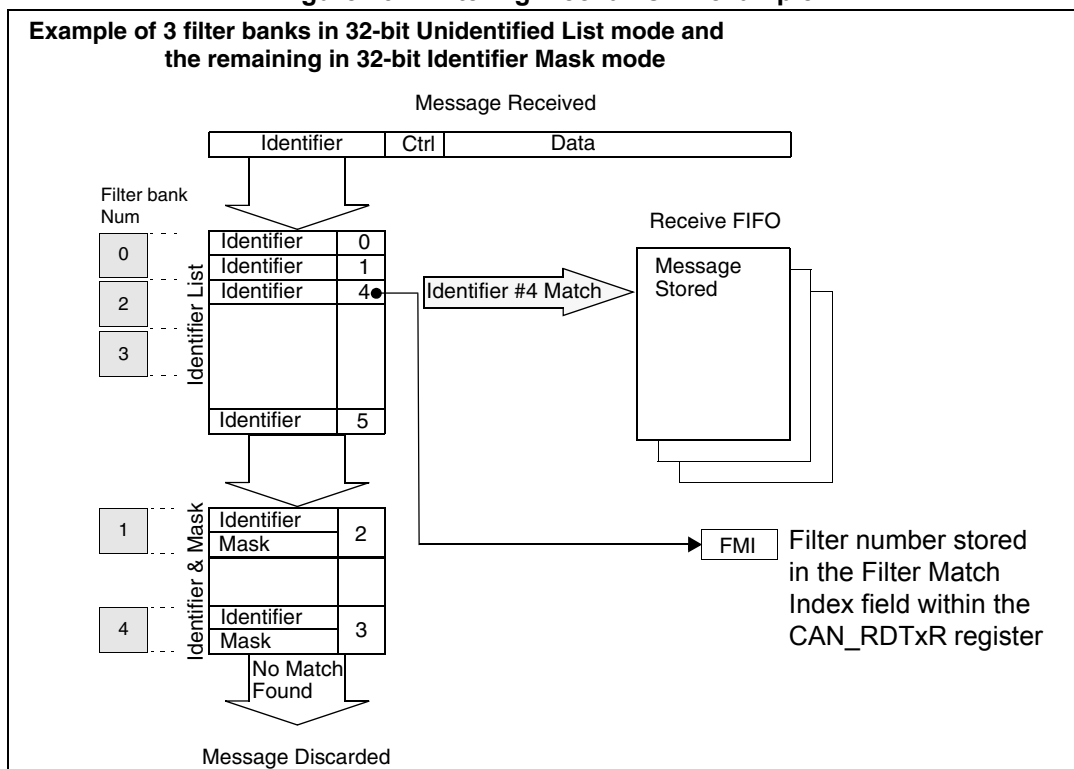 Example of 3 filter banks in 32-bit Unidentified List mode and
the remaining in 32-bit Identifier Mask mode
Message Received
Identifier Ctrl Data
Filter bank
Num
Receive FIFO
0
2
3
Identifier List
Identifier 0
Identifier 1
Identifier 4
Identifier 5
Identifier #4 Match
Message
Stored
1
4
Identifier & Mask
Identifier
Mask
2
Identifier
Mask
3
FMI
Filter number stored
in the Filter Match
Index field within the
CAN_RDTxR register
No Match
Found
Message Discarded